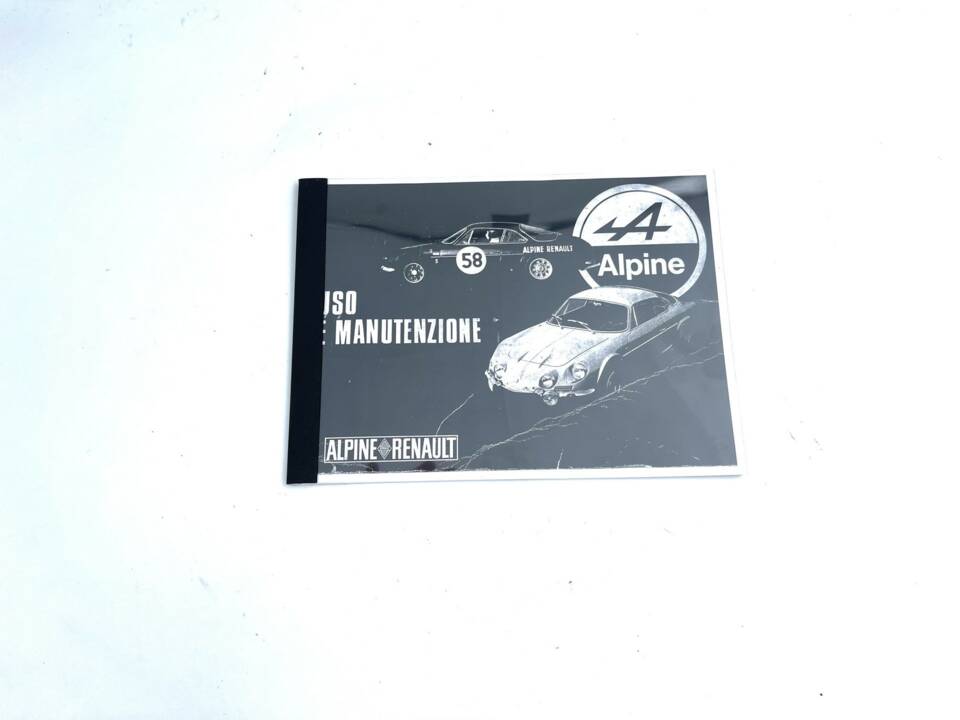 58
ALPINE RENAULT
A
Alpine
USO
E MANUTENZIONE
ALPINE RENAULT